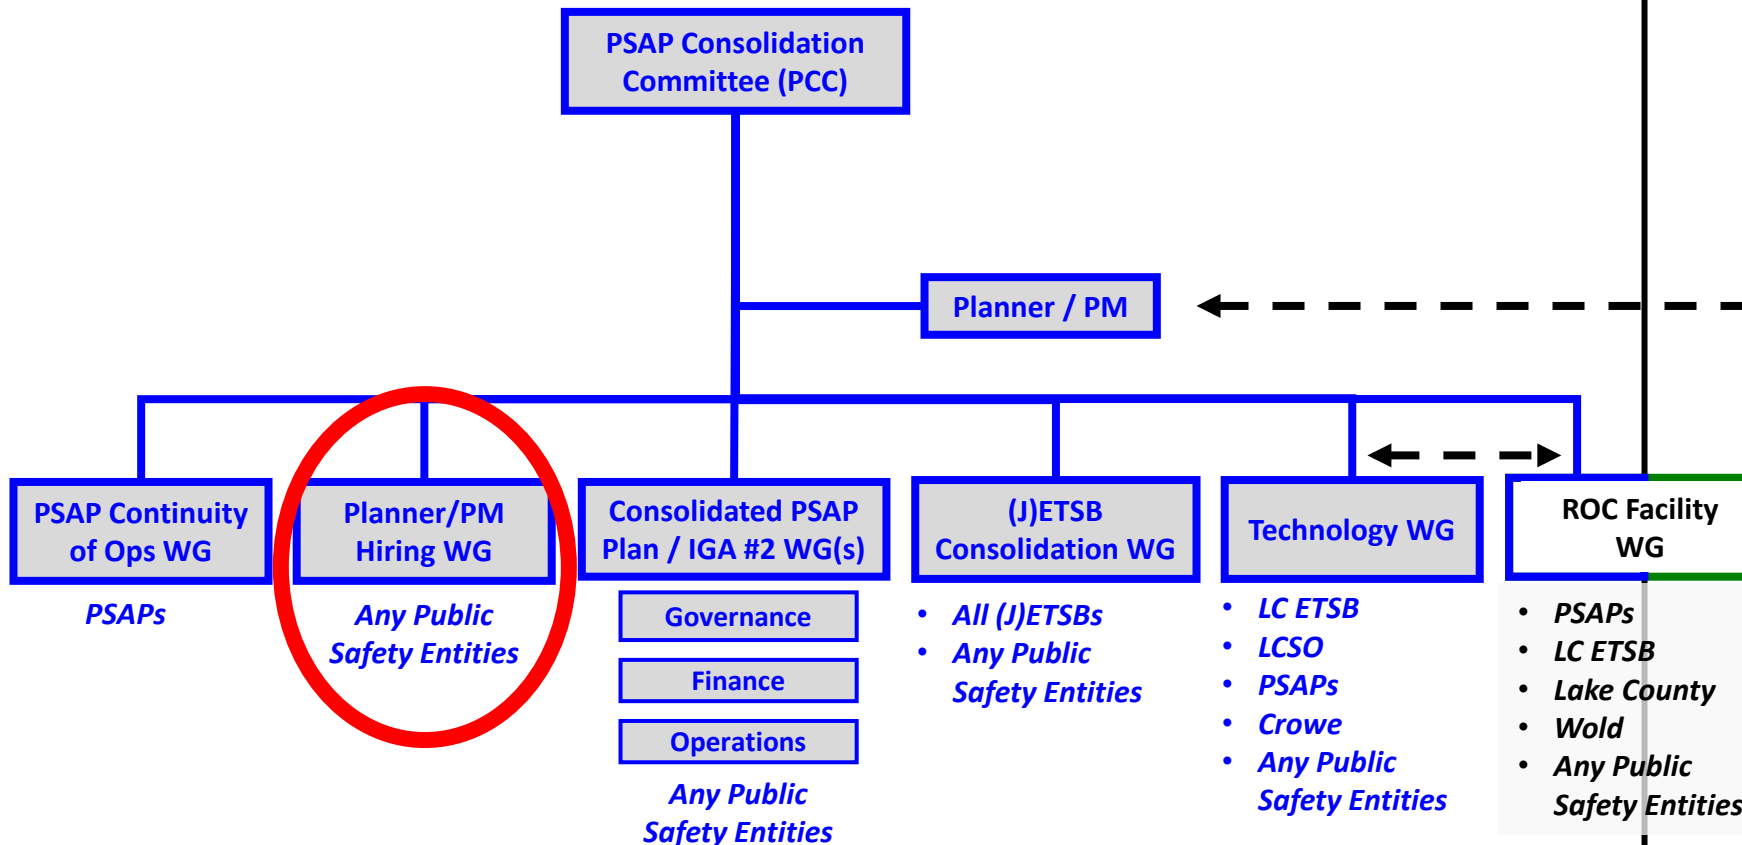 PSAP Consolidation
Committee (PCC)
Planner / PM
PSAP Continuity
of Ops WG
PSAPs
Planner/PM
Hiring WG
Any Public
Safety Entities
Consolidated PSAP
Plan / IGA #2 WG(s)
Governance
Finance
Operations
Any Public
Safety Entities
(J)ETSB
Consolidation WG
• All (J)ETSBs
• Any Public
Safety Entities
Technology WG
• LC ETSB
• LCSO
• PSAPs
• Crowe
• Any Public
Safety Entities
ROC Facility
WG
• PSAPs
• LC ETSB
• Lake County
• Wold
• Any Public
Safety Entities